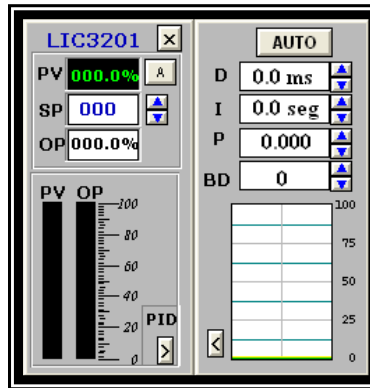 LIC3201 ×
PV 000.0% A
SP 000
OP 000.0%
PV OP
100
80
60
40
20
0
PID
>
AUTO
D 0.0 ms
I 0.0 seg
P 0.000
BD 0
100
75
50
25
0
<